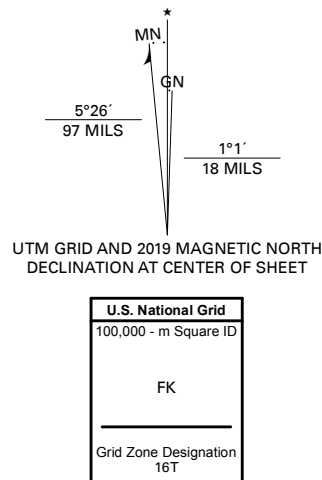 ★
MN
GN
5°26´
97 MILS
1°1´
18 MILS
UTM GRID AND 2019 MAGNETIC NORTH
DECLINATION AT CENTER OF SHEET
U.S. National Grid
100,000 - m Square ID
FK
Grid Zone Designation
16T